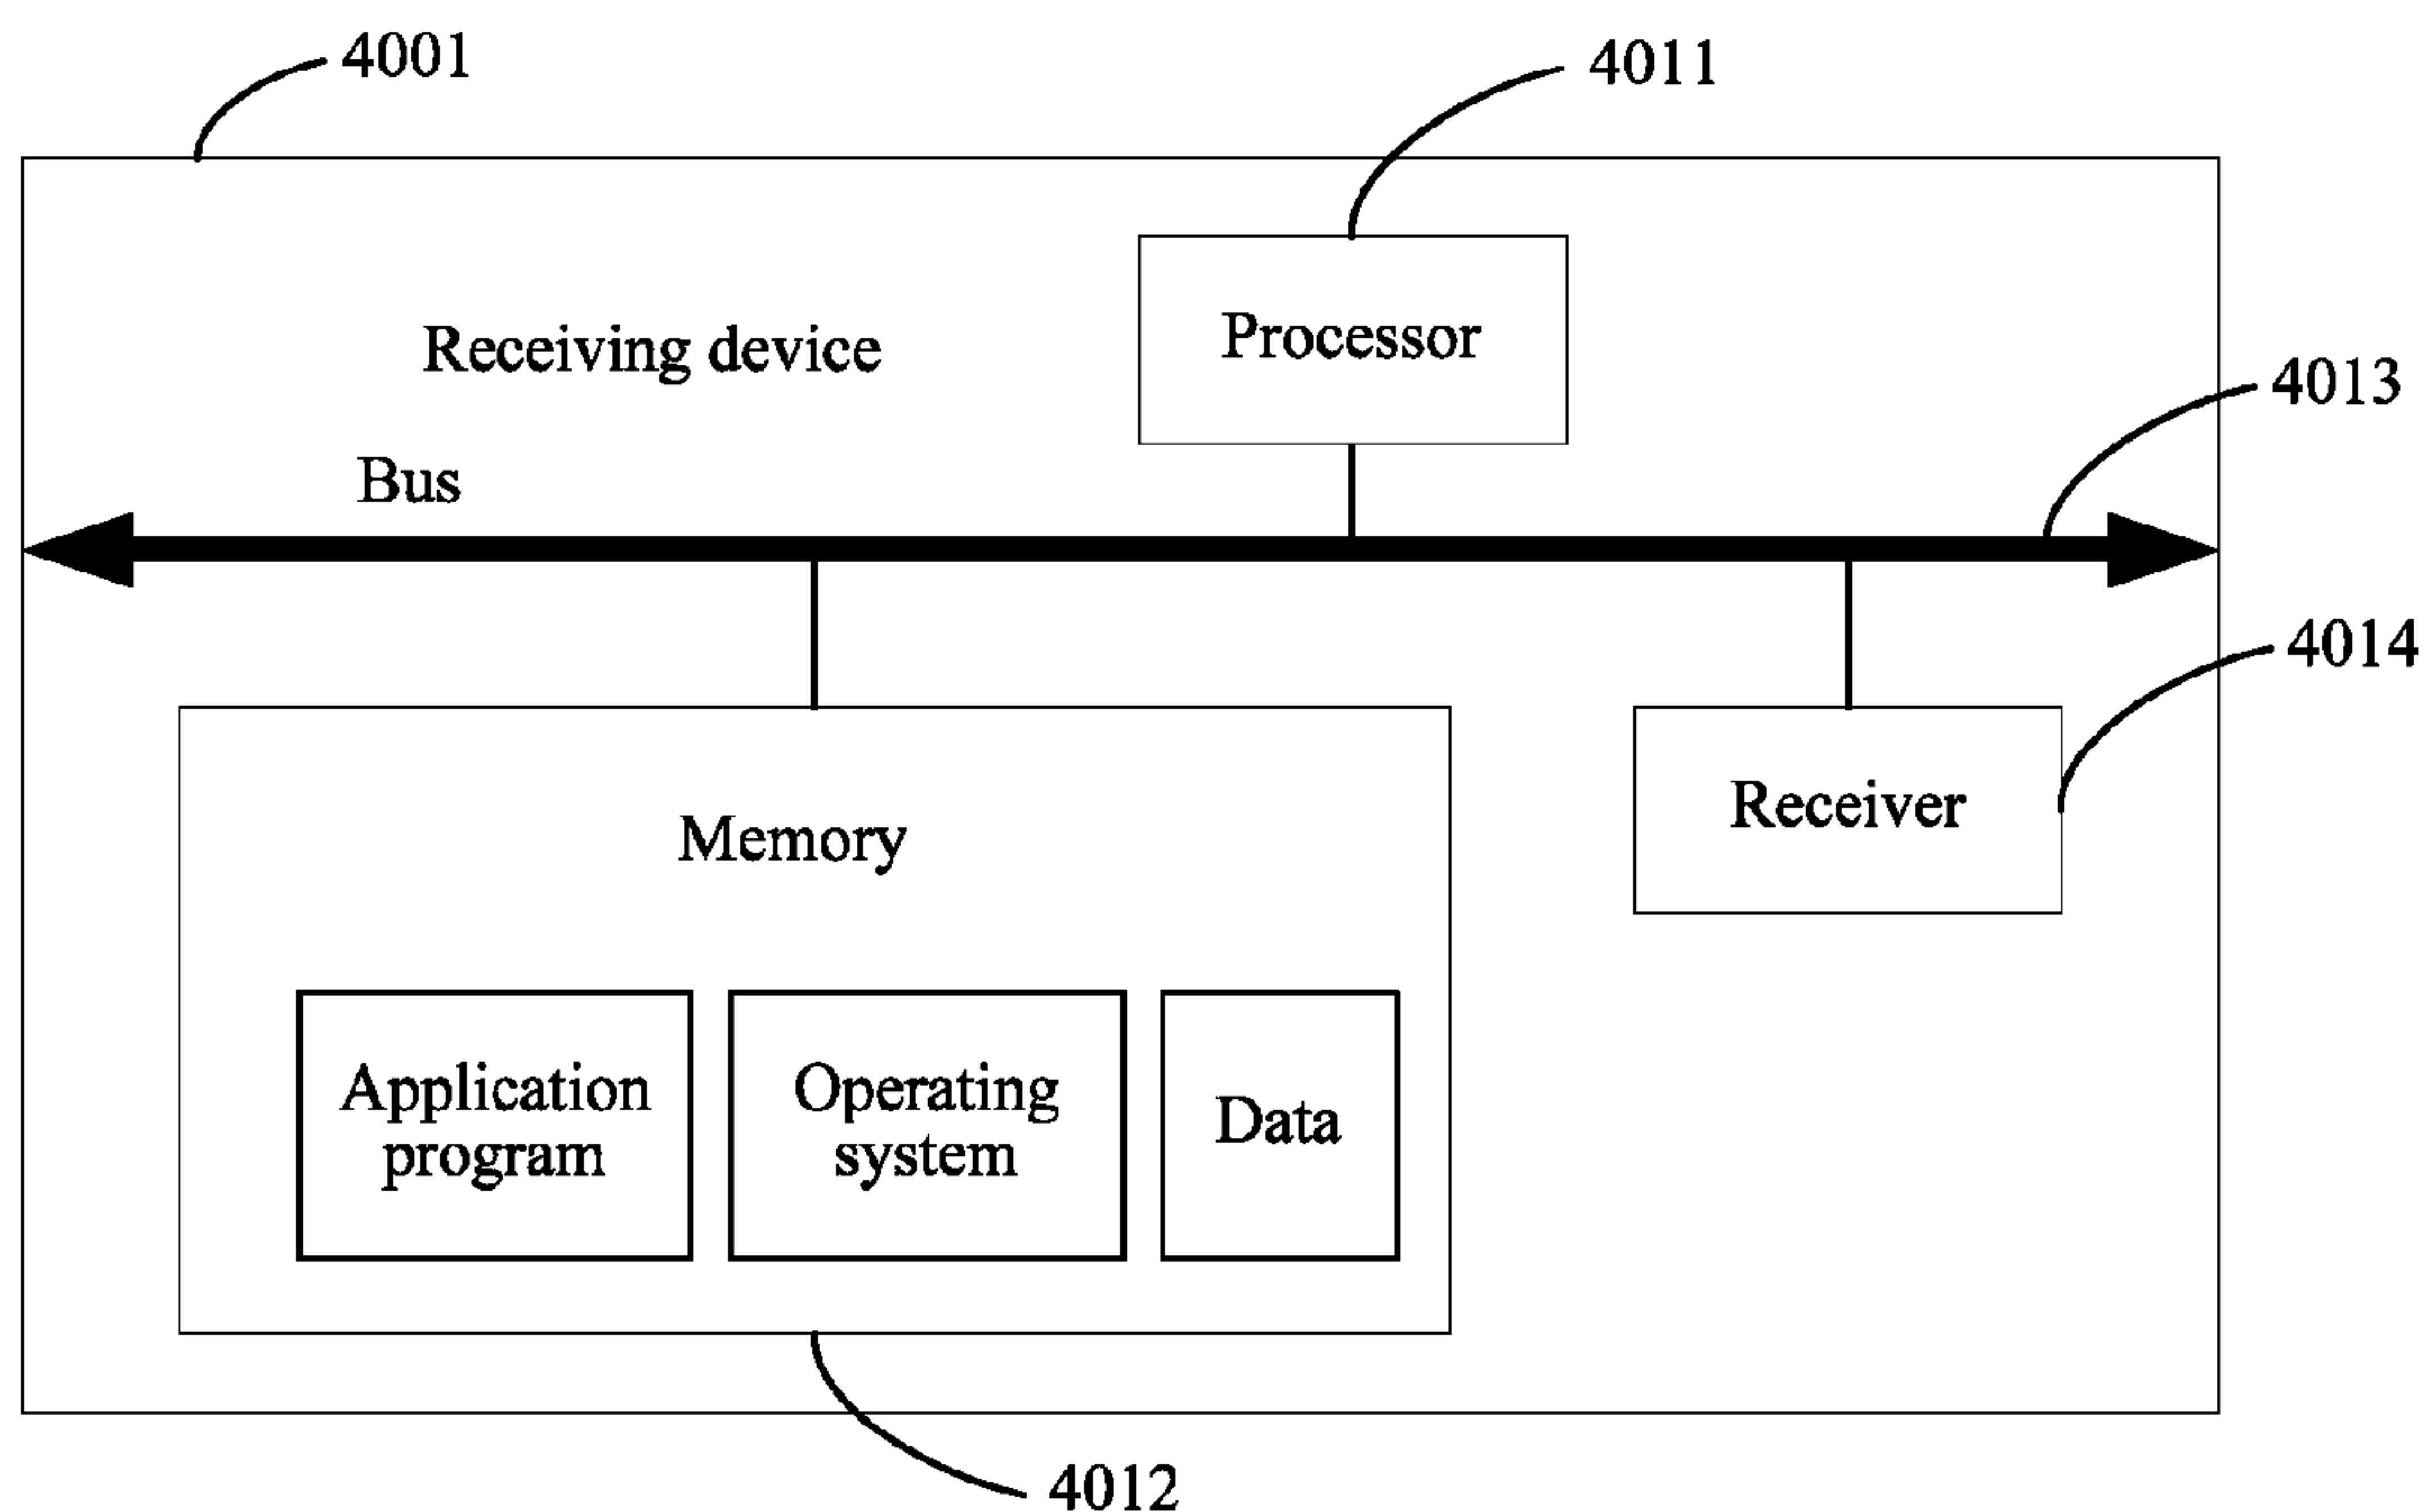 4001
4011
Receiving device
Processor
4013
Bus
4014
Memory
Receiver
Application
program
Operating
system
Data
4012